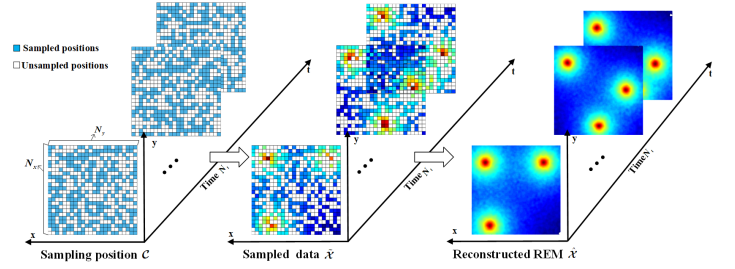 Sampled positions
Unsampled positions
N_y
N_x
y
t
x
Time N_t
Sampling position 𝒞
y
t
x
Time N_t
Sampled data 𝒳̂
y
t
x
Time N_t
Reconstructed REM 𝒳̂